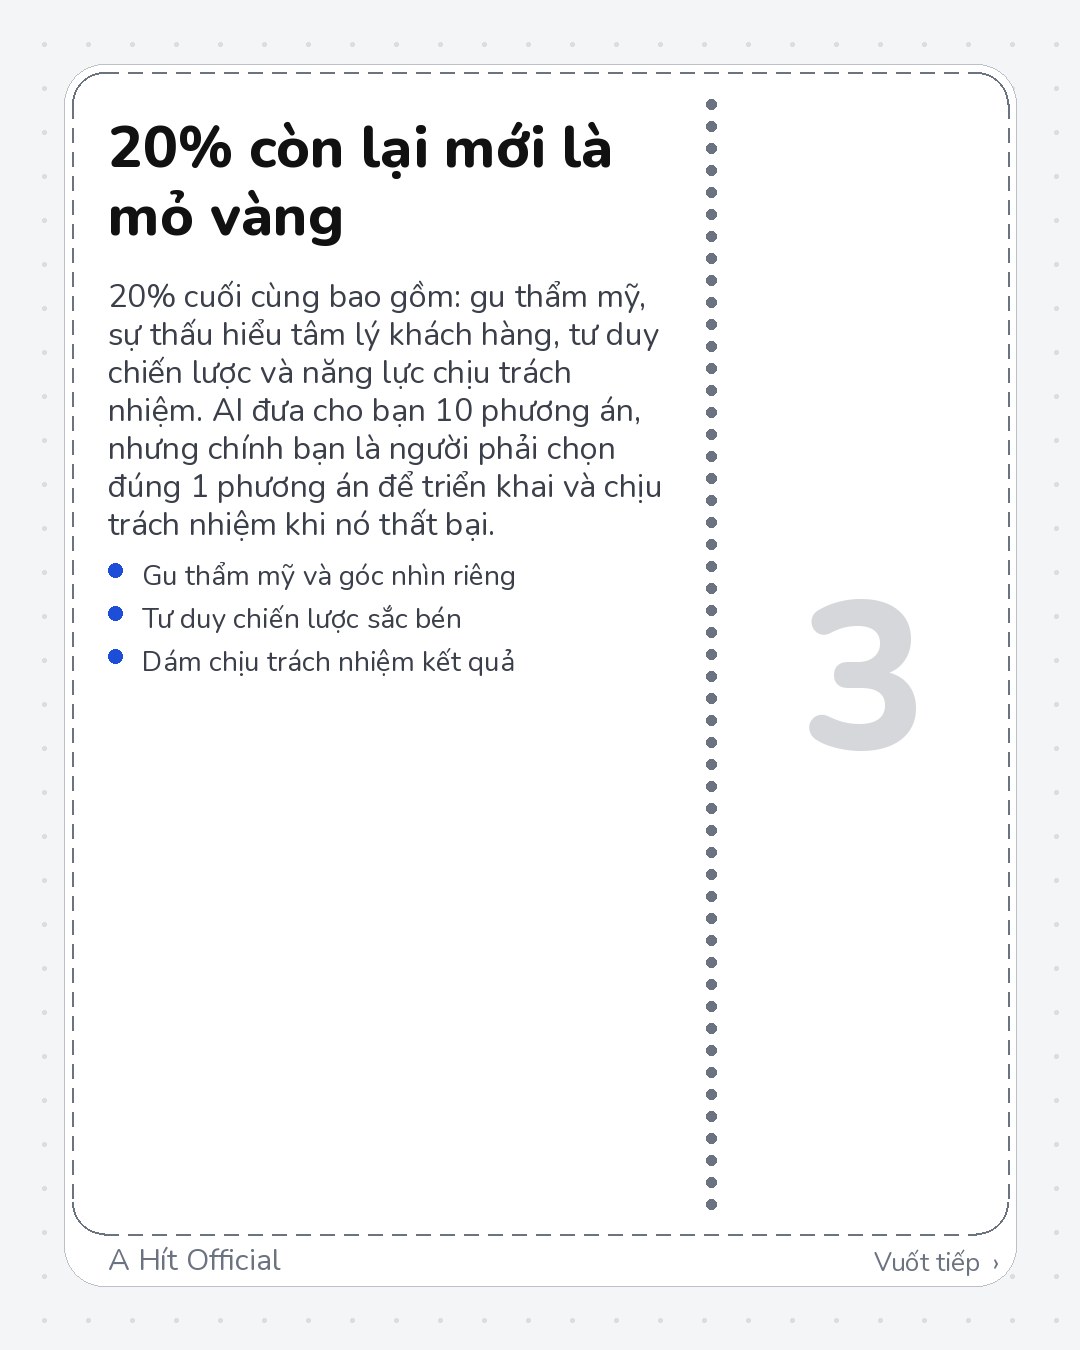 20% còn lại mới là
mỏ vàng
20% cuối cùng bao gồm: gu thẩm mỹ,
sự thấu hiểu tâm lý khách hàng, tư duy
chiến lược và năng lực chịu trách
nhiệm. AI đưa cho bạn 10 phương án,
nhưng chính bạn là người phải chọn
đúng 1 phương án để triển khai và chịu
trách nhiệm khi nó thất bại.
Gu thẩm mỹ và góc nhìn riêng
Tư duy chiến lược sắc bén
Dám chịu trách nhiệm kết quả
3
A Hít Official
Vuốt tiếp ›